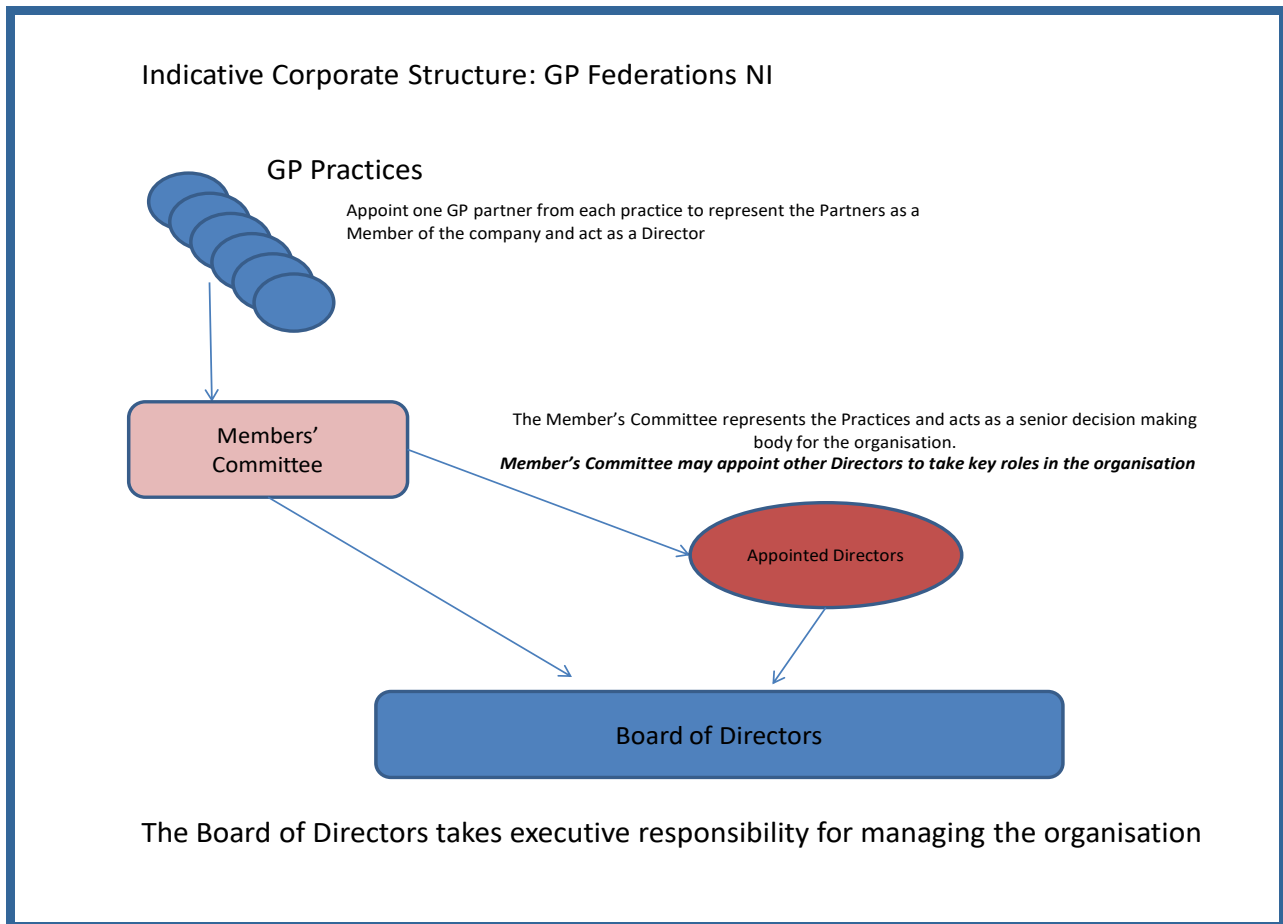 Indicative Corporate Structure: GP Federations NI
GP Practices
Appoint one GP partner from each practice to represent the Partners as a
Member of the company and act as a Director
Members’
Committee
The Member’s Committee represents the Practices and acts as a senior decision making
body for the organisation.
Member’s Committee may appoint other Directors to take key roles in the organisation
Appointed Directors
Board of Directors
The Board of Directors takes executive responsibility for managing the organisation